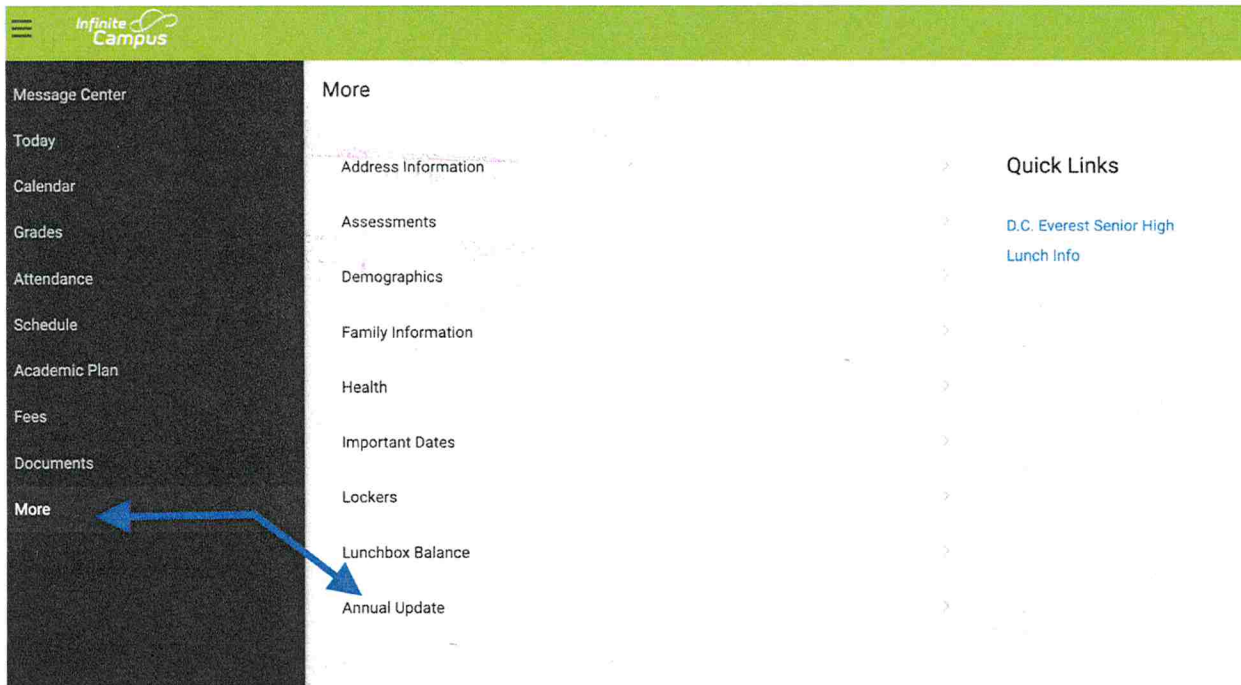 Infinite
Campus
Message Center
Today
Calendar
Grades
Attendance
Schedule
Academic Plan
Fees
Documents
More
More
Address Information
Assessments
Demographics
Family Information
Health
Important Dates
Lockers
Lunchbox Balance
Annual Update
Quick Links
D.C. Everest Senior High
Lunch Info